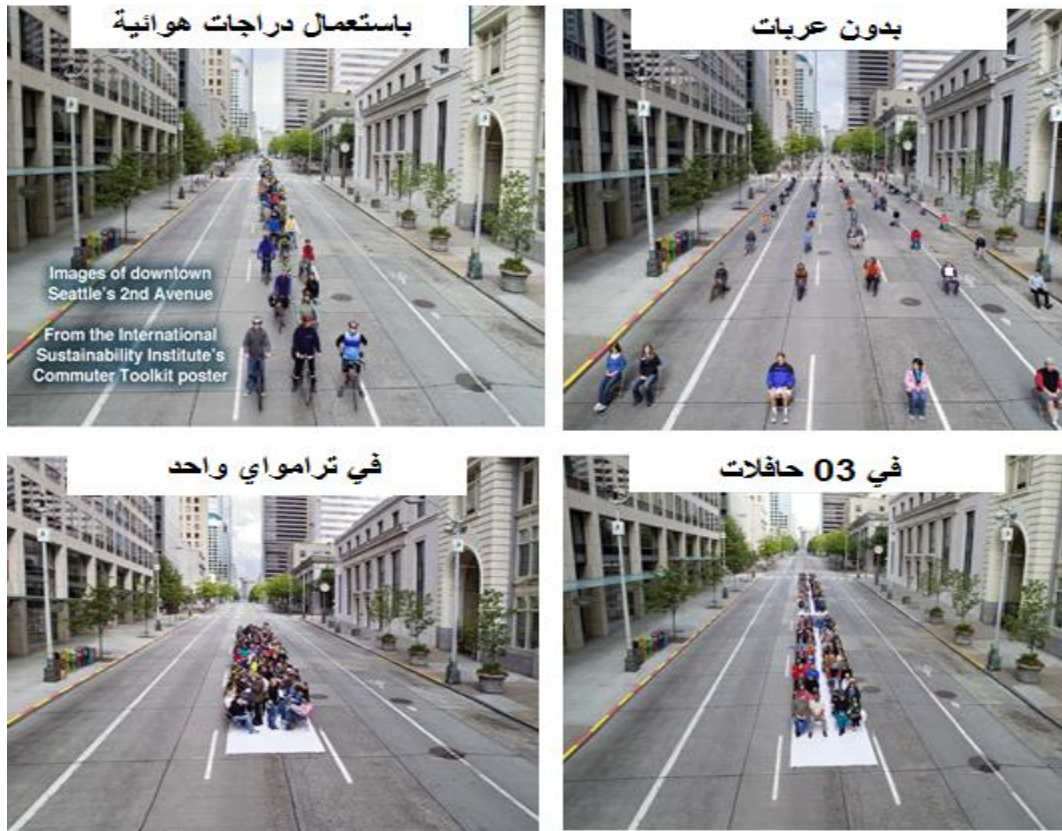 باستعمال دراجات هوائية
بدون عربات
Images of downtown
Seattle's 2nd Avenue
From the International
Sustainability Institute's
Commuter Toolkit poster
في ترامواي واحد
في 03 حافلات